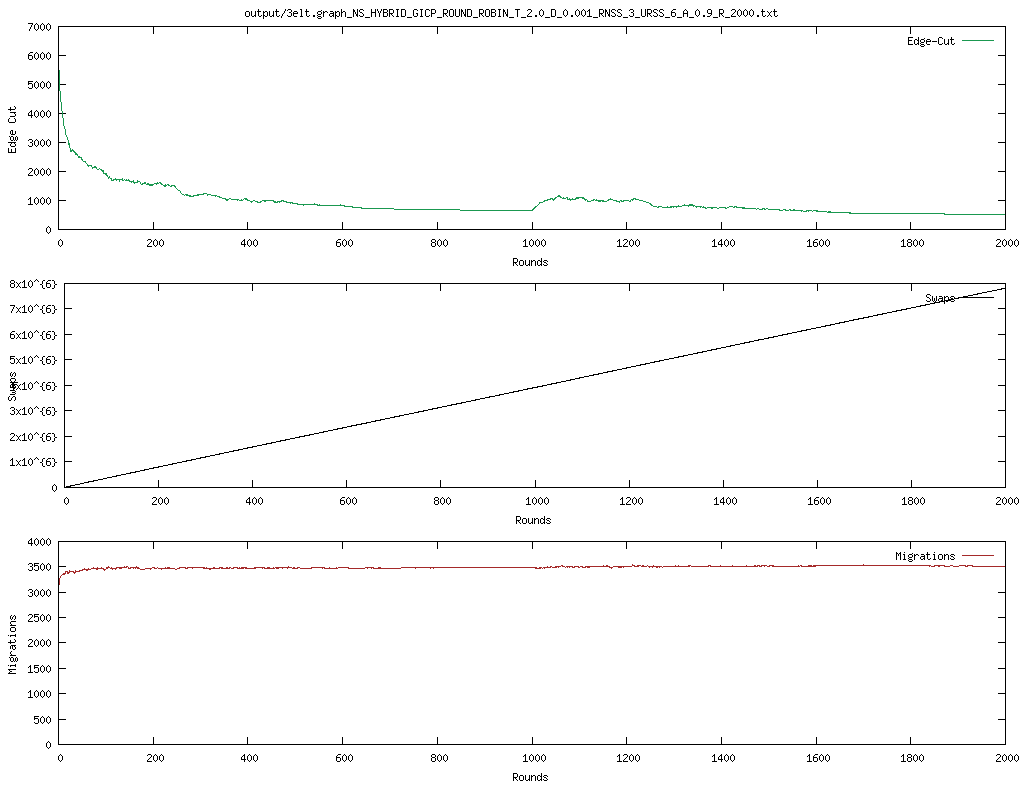 output/3elt.graph_NS_HYBRID_GICP_ROUND_ROBIN_T_2.0_D_0.001_RNSS_3_URSS_6_A_0.9_R_2000.txt
7000
6000
5000
4000
3000
2000
1000
0
Edge Cut
Edge-Cut
0 200 400 600 800 1000 1200 1400 1600 1800 2000
Rounds
8x10^{6}
7x10^{6}
6x10^{6}
5x10^{6}
4x10^{6}
3x10^{6}
2x10^{6}
1x10^{6}
0
Swaps
Swaps
0 200 400 600 800 1000 1200 1400 1600 1800 2000
Rounds
4000
3500
3000
2500
2000
1500
1000
500
0
Migrations
Migrations
0 200 400 600 800 1000 1200 1400 1600 1800 2000
Rounds